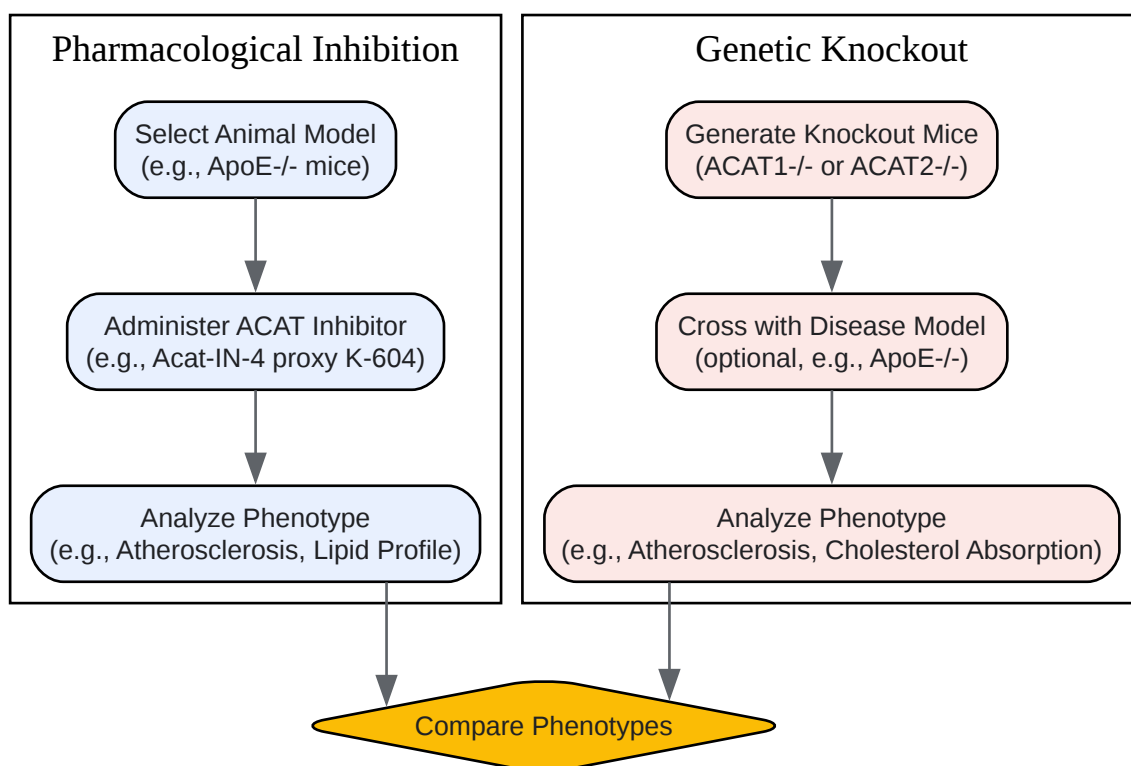 Pharmacological Inhibition
Select Animal Model
(e.g., ApoE-/- mice)
Administer ACAT Inhibitor
(e.g., Acat-IN-4 proxy K-604)
Analyze Phenotype
(e.g., Atherosclerosis, Lipid Profile)
Genetic Knockout
Generate Knockout Mice
(ACAT1-/- or ACAT2-/-)
Cross with Disease Model
(optional, e.g., ApoE-/-)
Analyze Phenotype
(e.g., Atherosclerosis, Cholesterol Absorption)
Compare Phenotypes